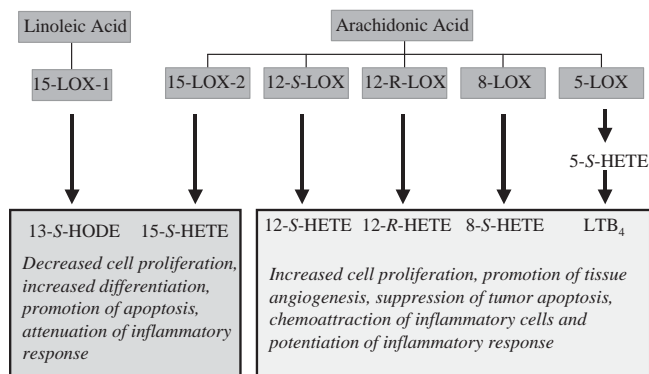 Linoleic Acid
Arachidonic Acid
15-LOX-1
15-LOX-2
12-S-LOX
12-R-LOX
8-LOX
5-LOX
5-S-HETE
13-S-HODE
15-S-HETE
12-S-HETE
12-R-HETE
8-S-HETE
LTB₄
Decreased cell proliferation,
increased differentiation,
promotion of apoptosis,
attenuation of inflammatory
response
Increased cell proliferation, promotion of tissue
angiogenesis, suppression of tumor apoptosis,
chemoattraction of inflammatory cells and
potentiation of inflammatory response